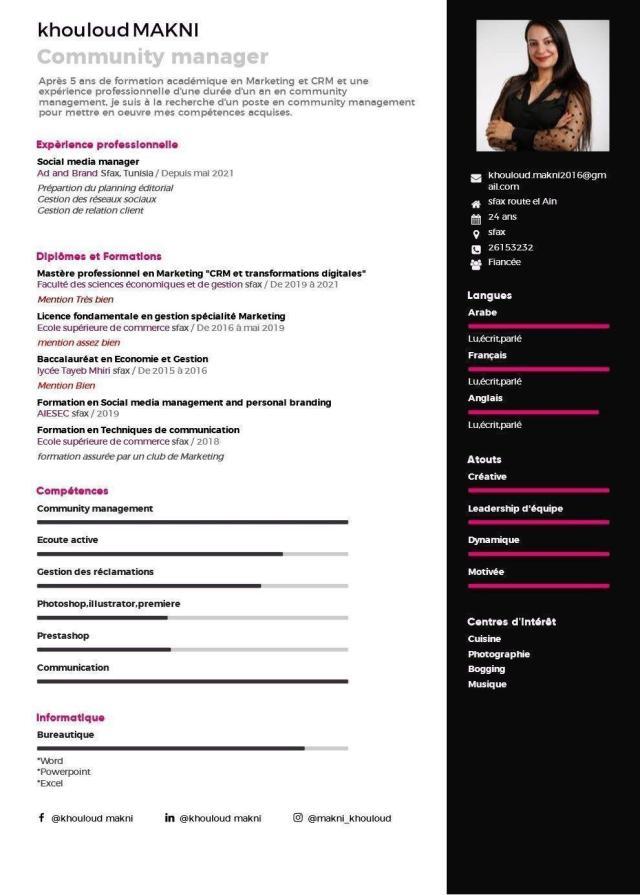 khouloud MAKNI
Community manager
Après 5 ans de formation académique en Marketing et CRM et une
expérience professionnelle d'une durée d'un an en community
management, je suis à la recherche d'un poste en community management
pour mettre en oeuvre mes compétences acquises.
Expèrience professionnelle
Social media manager
Ad and Brand Sfax, Tunisia / Depuis mai 2021
Prépartion du planning éditorial
Gestion des réseaux sociaux
Gestion de relation client
Diplômes et Formations
Mastère professionnel en Marketing "CRM et transformations digitales"
Faculté des sciences économiques et de gestion sfax / De 2019 à 2021
Mention Très bien
Licence fondamentale en gestion spécialité Marketing
Ecole supérieure de commerce sfax / De 2016 à mai 2019
mention assez bien
Baccalauréat en Economie et Gestion
lycée Tayeb Mhiri sfax / De 2015 à 2016
Mention Bien
Formation en Social media management and personal branding
AIESEC sfax / 2019
Formation en Techniques de communication
Ecole supérieure de commerce sfax / 2018
formation assurée par un club de Marketing
Compétences
Community management
Ecoute active
Gestion des réclamations
Photoshop,illustrator,premiere
Prestashop
Communication
Informatique
Bureautique
*Word
*Powerpoint
*Excel
@khouloud makni @khouloud makni @makni_khouloud
khouloud.makni2016@gm
ail.com
sfax route el Ain
24 ans
sfax
26153232
Fiancée
Langues
Arabe
Lu,écrit,parlé
Français
Lu,écrit,parlé
Anglais
Lu,écrit,parlé
Atouts
Créative
Leadership d'équipe
Dynamique
Motivée
Centres d'intérêt
Cuisine
Photographie
Bogging
Musique